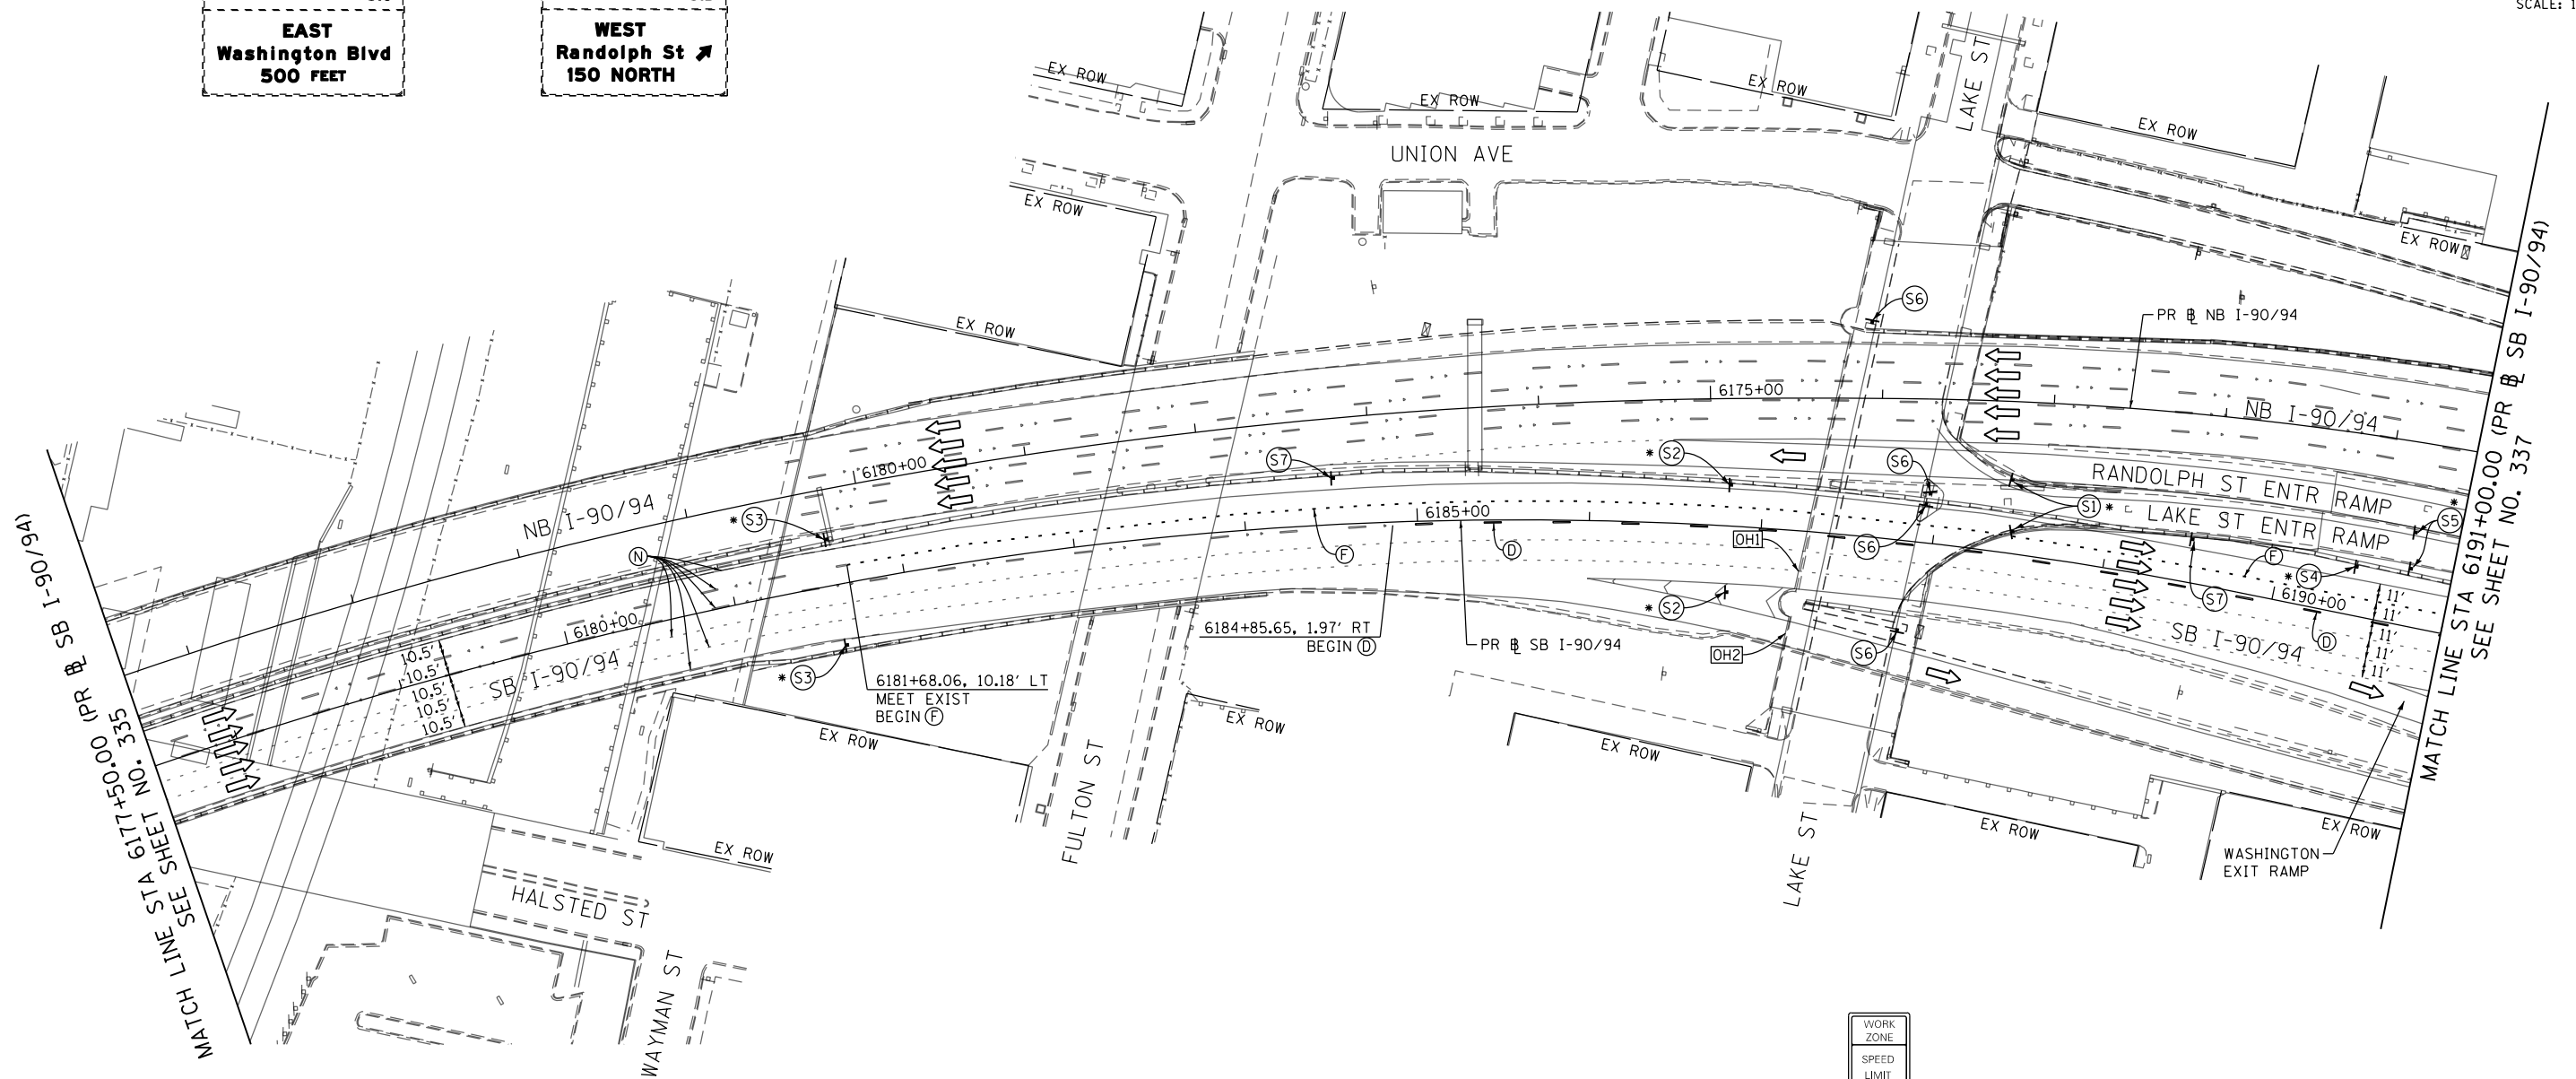 SCALE: 1
EAST
Washington Blvd
500 FEET
WEST
Randolph St ↗
150 NORTH
EX ROW
EX ROW
EX ROW
EX ROW
LAKE ST
UNION AVE
EX ROW
EX ROW
EX ROW
S6
PR BL NB I-90/94
6175+00
NB I-90/94
6180+00
S7
* S2
S6
RANDOLPH ST ENTR RAMP
* S5
S1 *
LAKE ST ENTR RAMP
NB I-90/94
* S3
6185+00
N
F
D
OH1
S6
F
* S4
S7
6190+00
11'
11'
11'
11'
11'
D
SB I-90/94
6180+00
10.5'
10.5'
10.5'
10.5'
10.5'
10.5'
SB I-90/94
* S3
6181+68.06, 10.18' LT
MEET EXIST
BEGIN F
6184+85.65, 1.97' RT
BEGIN D
PR BL SB I-90/94
* S2
OH2
S6
EX ROW
EX ROW
EX ROW
EX ROW
EX ROW
EX ROW
WASHINGTON
EXIT RAMP
FULTON ST
LAKE ST
HALSTED ST
WAYMAN ST
MATCH LINE STA 6177+50.00 (PR BL SB I-90/94)
SEE SHEET NO. 335
MATCH LINE STA 6191+00.00 (PR BL SB I-90/94)
SEE SHEET NO. 337
WORK
ZONE
SPEED
LIMIT